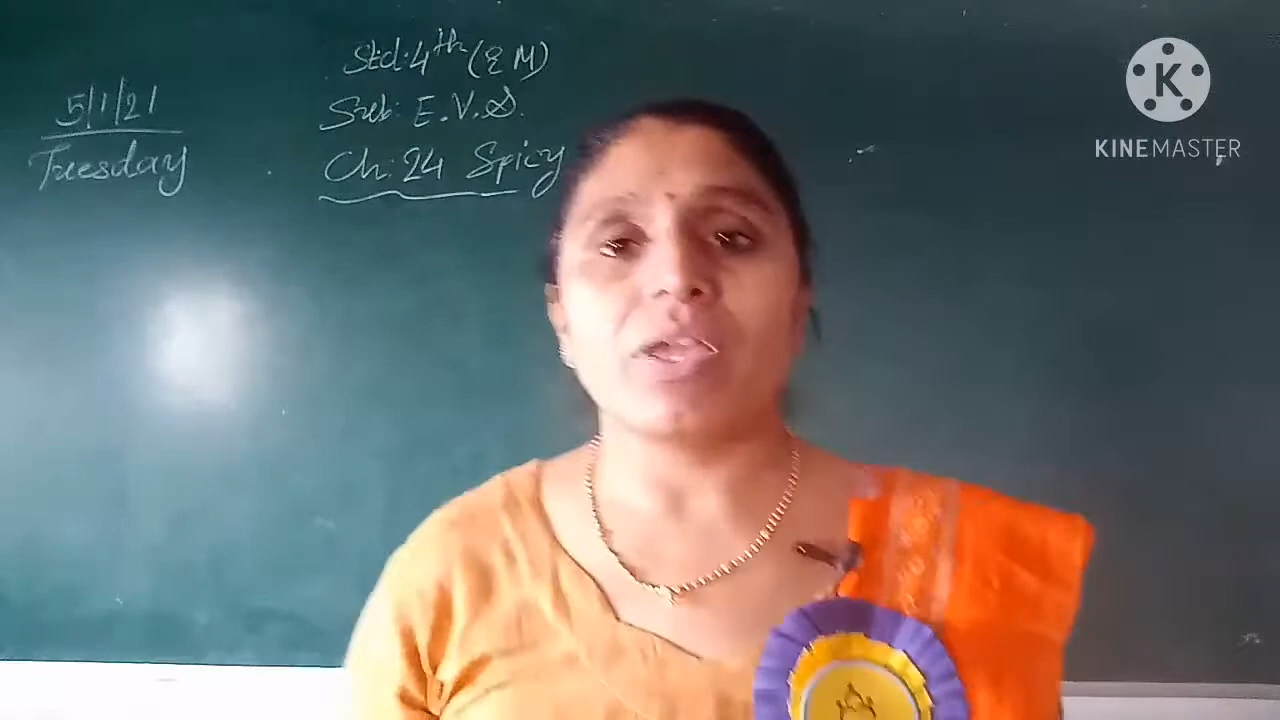 Std: 4th (E M)
5/1/21
Sub: E.V.S.
Tuesday
Ch: 24 Spicy
K
KINEMASTER